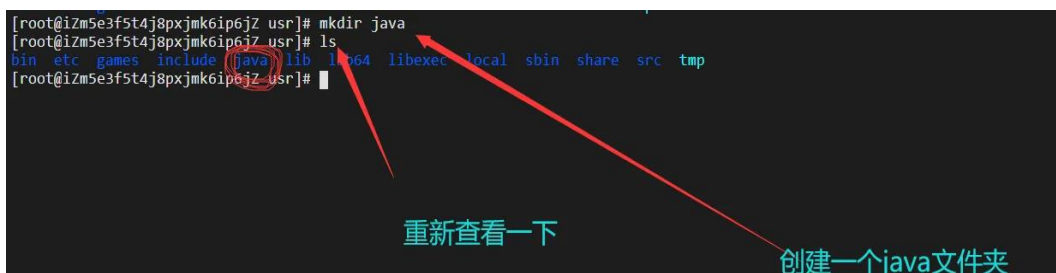 [root@iZm5e3f5t4j8pxjmk6ip6jZ usr]# mkdir java
[root@iZm5e3f5t4j8pxjmk6ip6jZ usr]# ls
bin etc games include java lib lib64 libexec local sbin share src tmp
[root@iZm5e3f5t4j8pxjmk6ip6jZ usr]#
重新查看一下
创建一个java文件夹